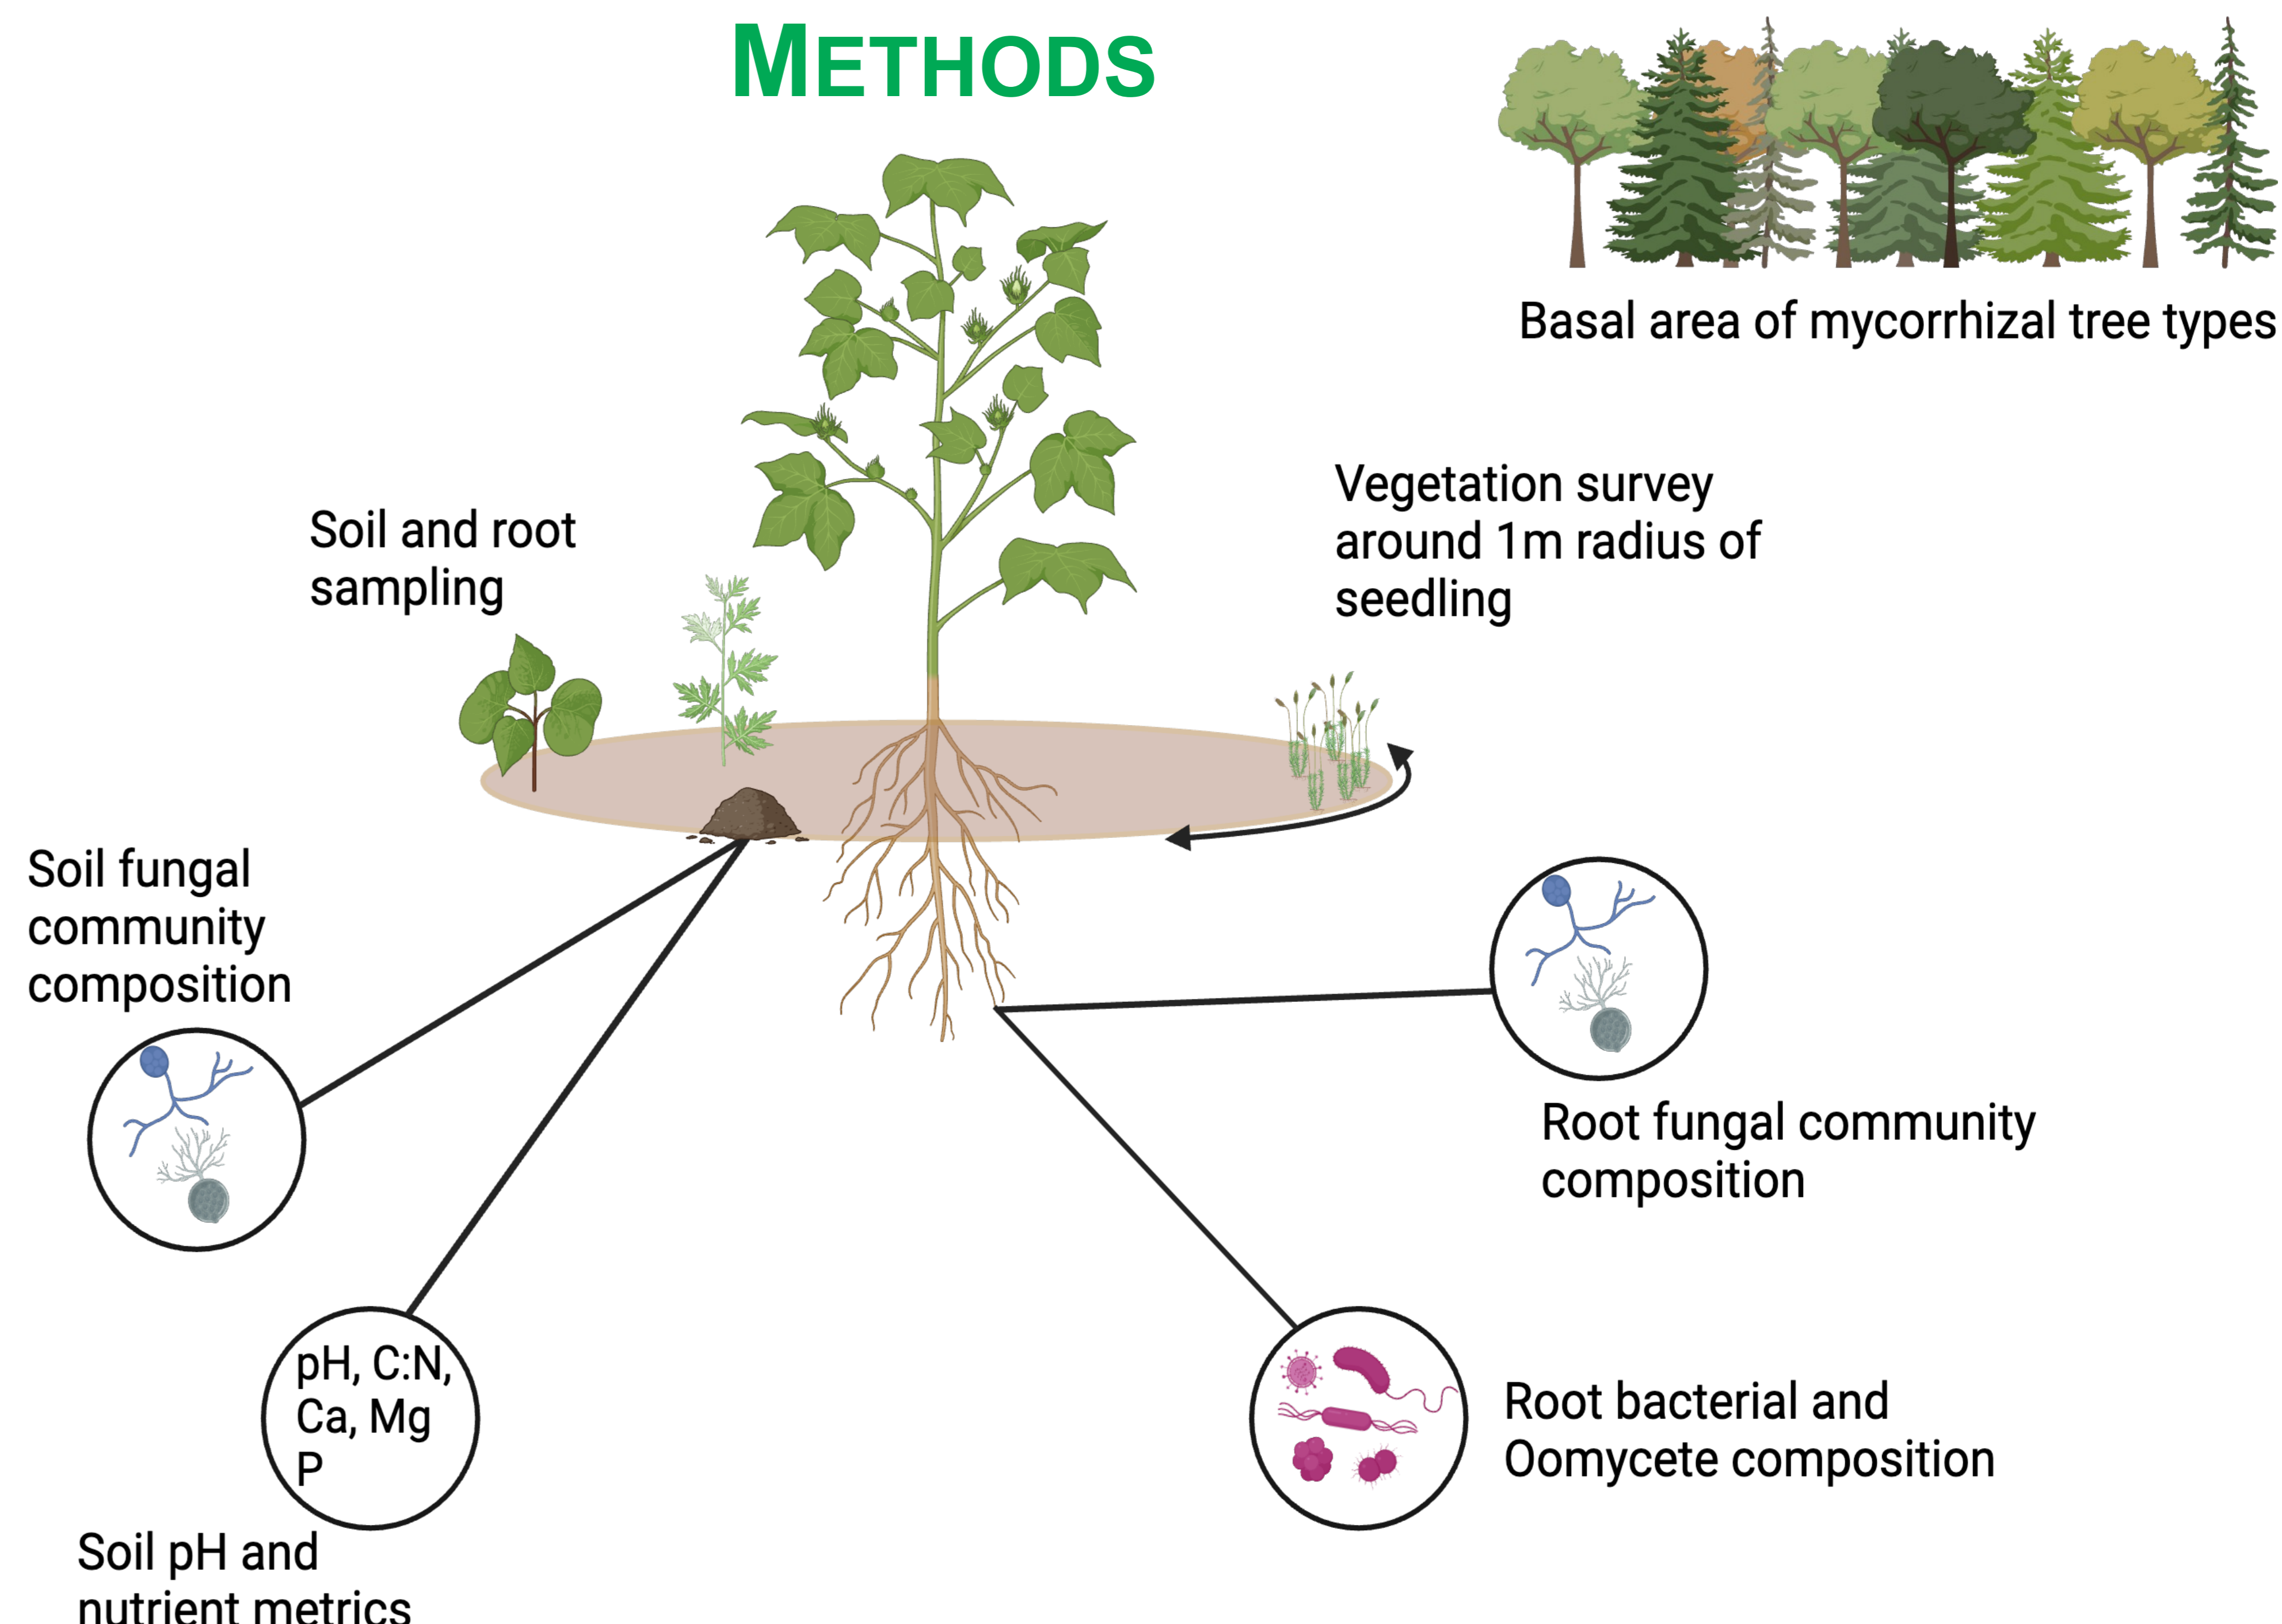 METHODS
Basal area of mycorrhizal tree types
Vegetation survey
around 1m radius of
seedling
Soil and root
sampling
Soil fungal
community
composition
Root fungal community
composition
pH, C:N,
Ca, Mg
P
Root bacterial and
Oomycete composition
Soil pH and
nutrient metrics